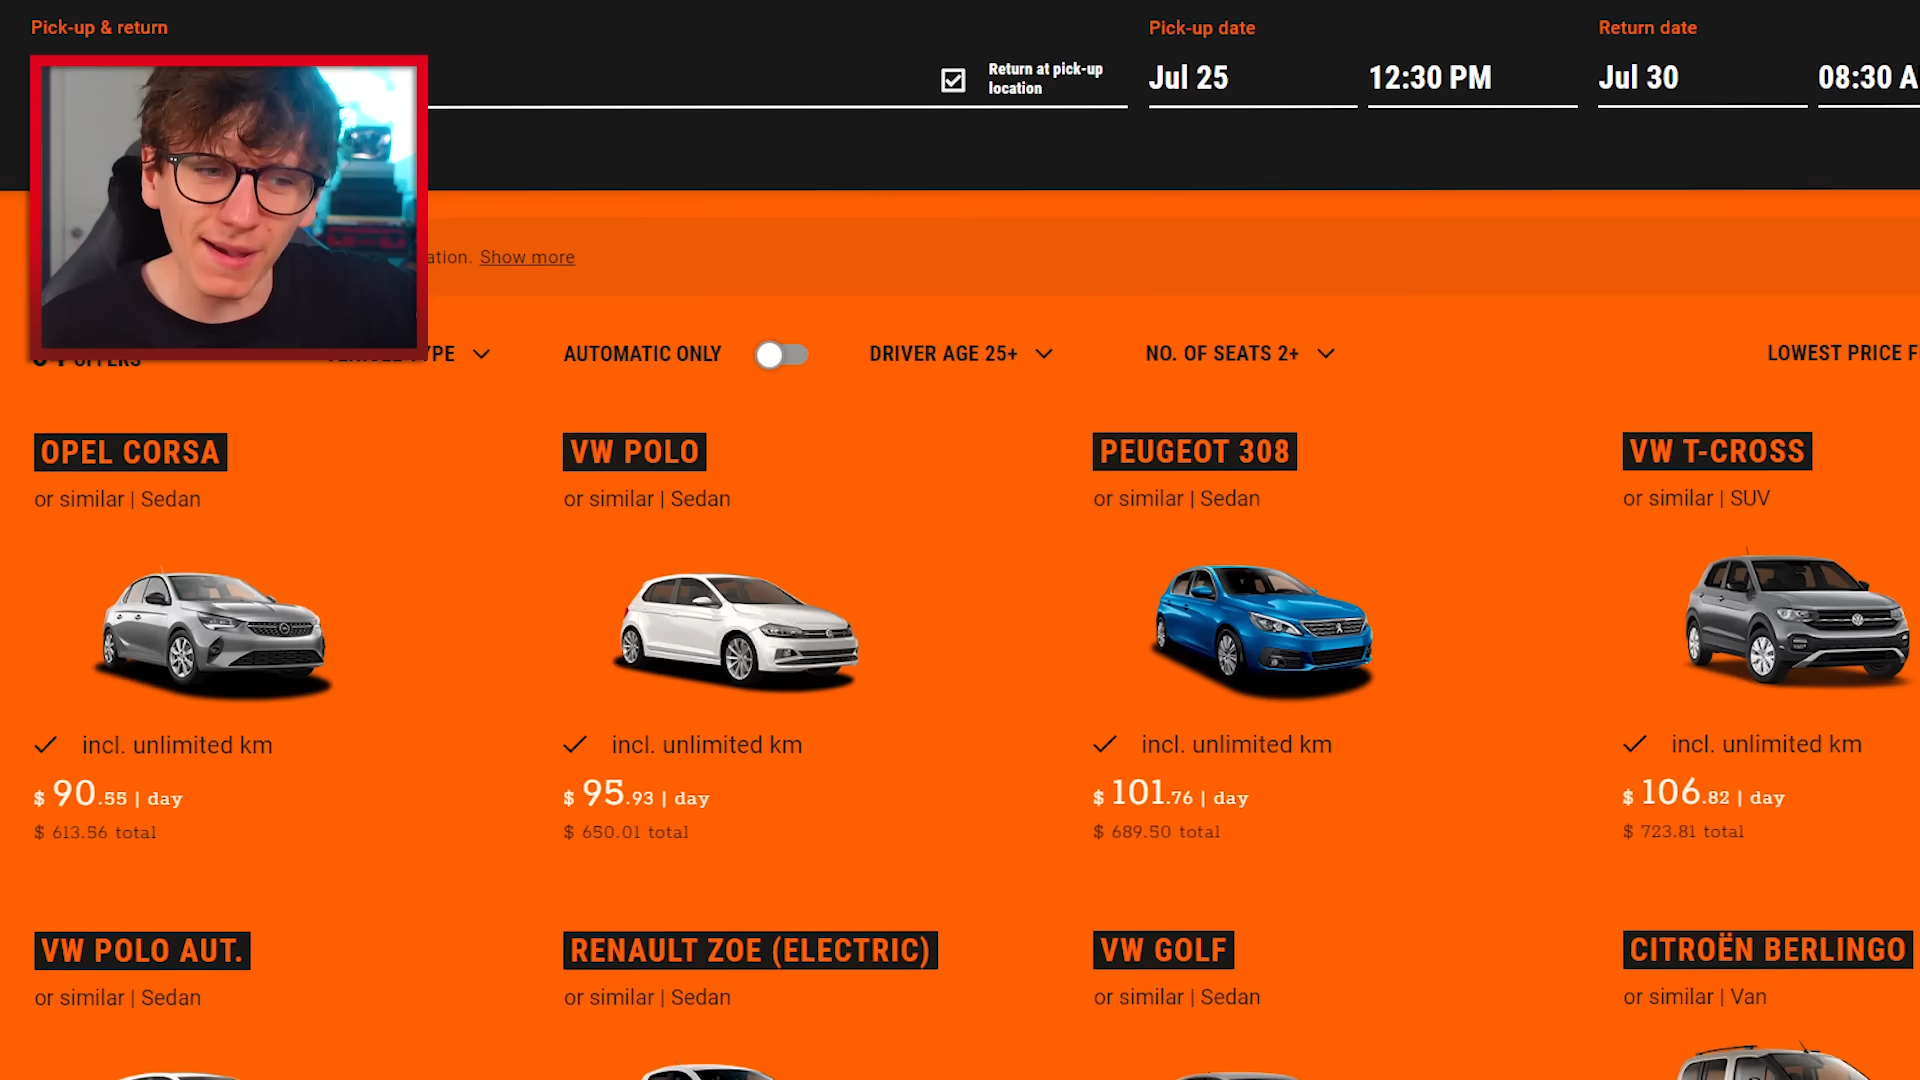 Pick-up & return
Pick-up date
Return date
Return at pick-up
location
Jul 25
12:30 PM
Jul 30
08:30 A
Show more
OFFERS
AUTOMATIC ONLY
DRIVER AGE 25+
NO. OF SEATS 2+
LOWEST PRICE F
OPEL CORSA
or similar | Sedan
incl. unlimited km
$ 90.55 | day
$ 613.56 total
VW POLO
or similar | Sedan
incl. unlimited km
$ 95.93 | day
$ 650.01 total
PEUGEOT 308
or similar | Sedan
incl. unlimited km
$ 101.76 | day
$ 689.50 total
VW T-CROSS
or similar | SUV
incl. unlimited km
$ 106.82 | day
$ 723.81 total
VW POLO AUT.
or similar | Sedan
RENAULT ZOE (ELECTRIC)
or similar | Sedan
VW GOLF
or similar | Sedan
CITROËN BERLINGO
or similar | Van